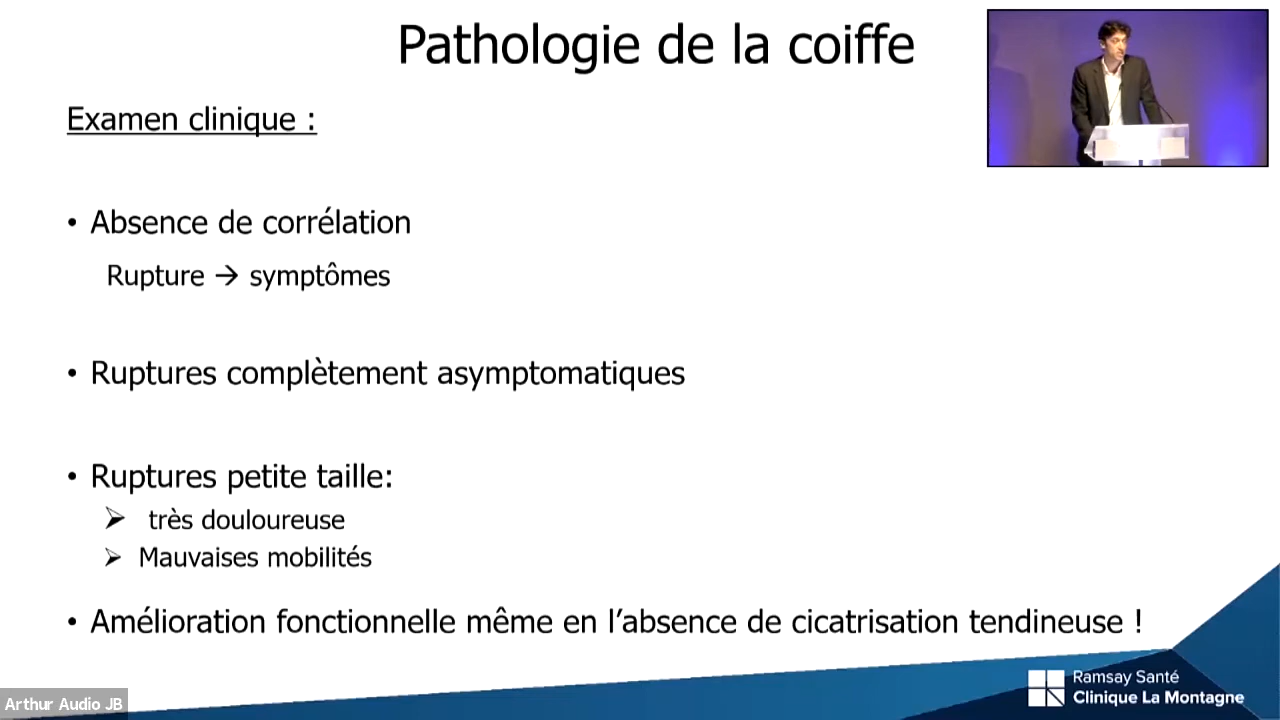 Pathologie de la coiffe
Examen clinique :
• Absence de corrélation
Rupture → symptômes
• Ruptures complètement asymptomatiques
• Ruptures petite taille:
➢ très douloureuse
➢ Mauvaises mobilités
• Amélioration fonctionnelle même en l’absence de cicatrisation tendineuse !
Ramsay Santé
Clinique La Montagne
Arthur Audio JB